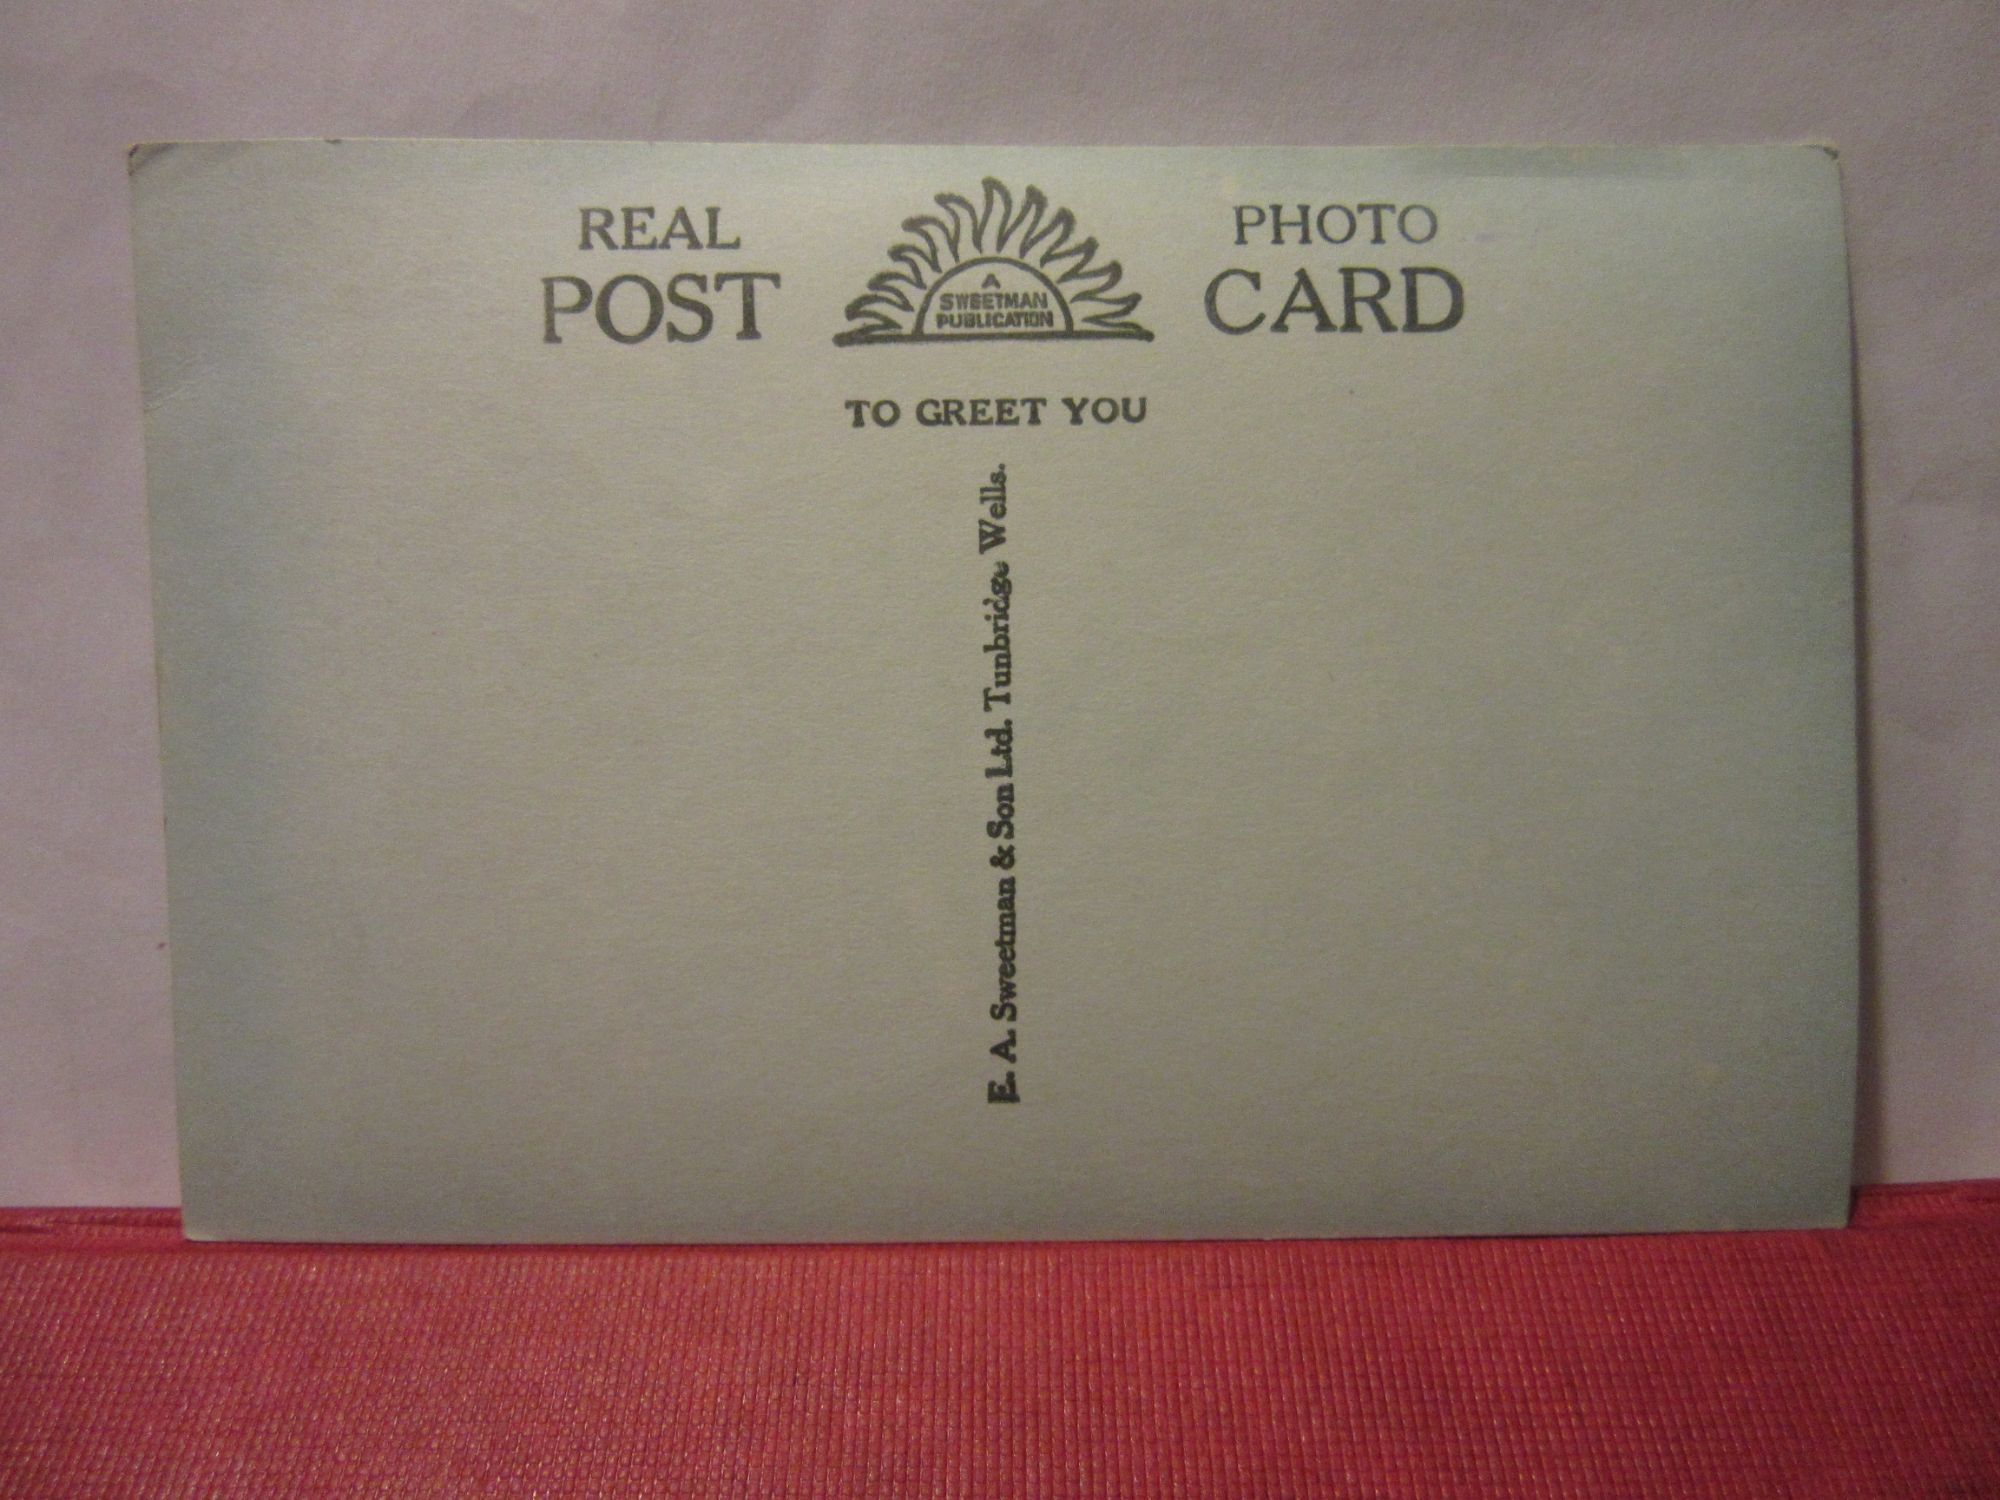 REAL PHOTO
POST CARD
A
SWEETMAN
PUBLICATION
TO GREET YOU
E. A. Sweetman & Son Ltd. Tunbridge Wells.